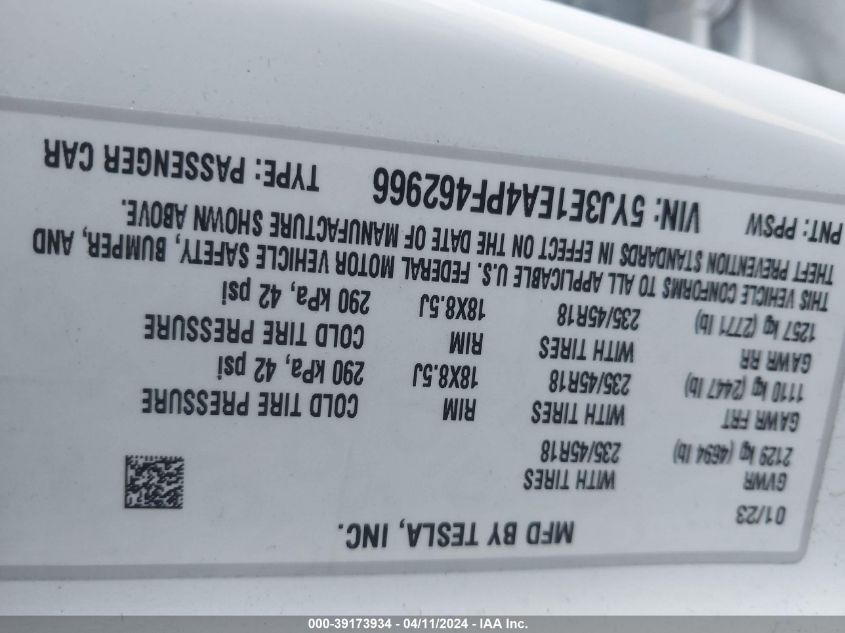 MFD BY TESLA, INC.
01/23
GVWR WITH TIRES
2129 kg (4694 lb) 235/45R18
GAWR FRT WITH TIRES RIM COLD TIRE PRESSURE
1110 kg (2447 lb) 235/45R18 18X8.5J 290 kPa, 42 psi
GAWR RR WITH TIRES RIM COLD TIRE PRESSURE
1257 kg (2771 lb) 235/45R18 18X8.5J 290 kPa, 42 psi
THIS VEHICLE CONFORMS TO ALL APPLICABLE U.S. FEDERAL MOTOR VEHICLE SAFETY, BUMPER, AND
THEFT PREVENTION STANDARDS IN EFFECT ON THE DATE OF MANUFACTURE SHOWN ABOVE.
PNT: PPSW VIN: 5YJ3E1EA4PF462966 TYPE: PASSENGER CAR
000-39173934 - 04/11/2024 - IAA Inc.